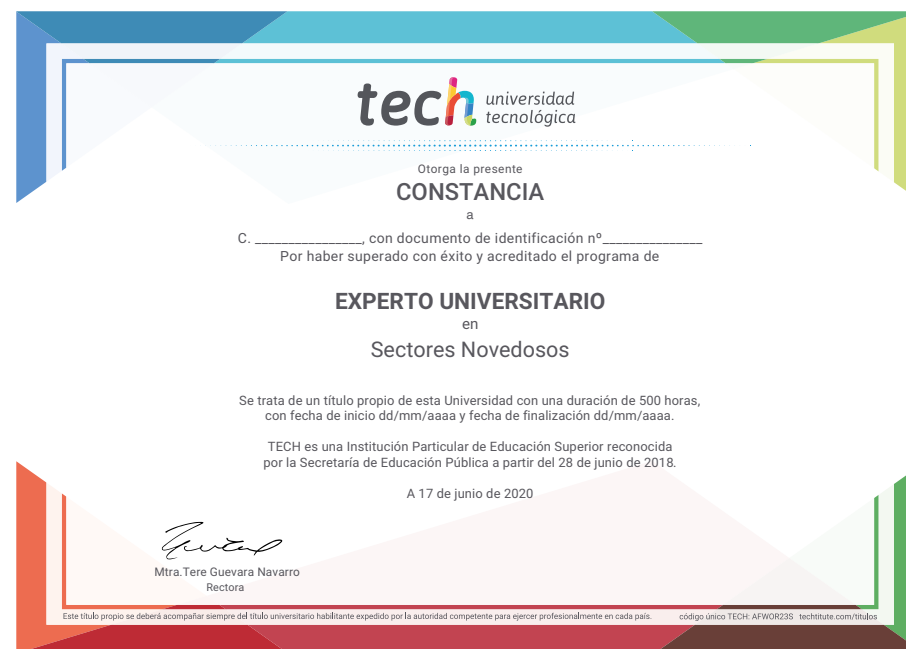 tech universidad
tecnológica
Otorga la presente
CONSTANCIA
a
C. ________________, con documento de identificación nº_______________
Por haber superado con éxito y acreditado el programa de
EXPERTO UNIVERSITARIO
en
Sectores Novedosos
Se trata de un título propio de esta Universidad con una duración de 500 horas,
con fecha de inicio dd/mm/aaaa y fecha de finalización dd/mm/aaaa.
TECH es una Institución Particular de Educación Superior reconocida
por la Secretaría de Educación Pública a partir del 28 de junio de 2018.
A 17 de junio de 2020
Mtra.Tere Guevara Navarro
Rectora
Este título propio se deberá acompañar siempre del título universitario habilitante expedido por la autoridad competente para ejercer profesionalmente en cada país. código único TECH: AFWOR23S techtitute.com/titulos